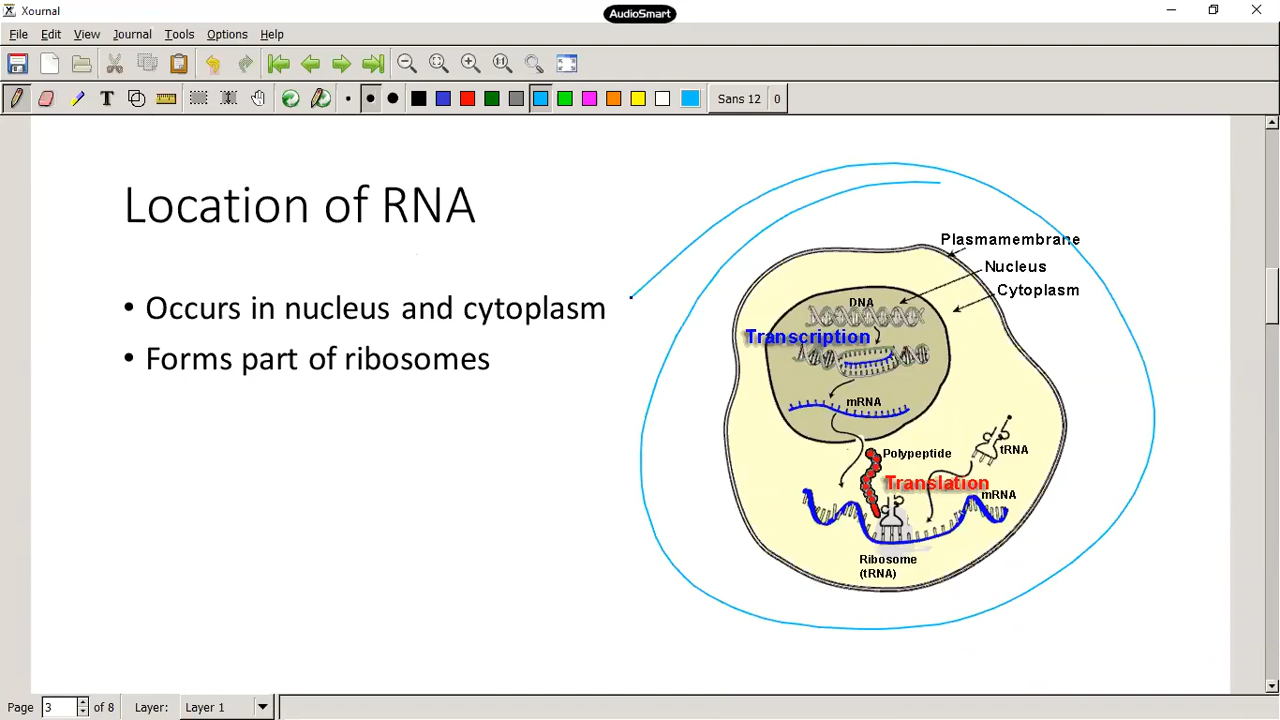 Xournal
AudioSmart
File Edit View Journal Tools Options Help
Sans 12 0
Location of RNA
• Occurs in nucleus and cytoplasm
• Forms part of ribosomes
Plasmamembrane
Nucleus
Cytoplasm
DNA
Transcription
mRNA
Polypeptide
tRNA
Translation
mRNA
Ribosome
(tRNA)
Page 3 of 8 Layer: Layer 1